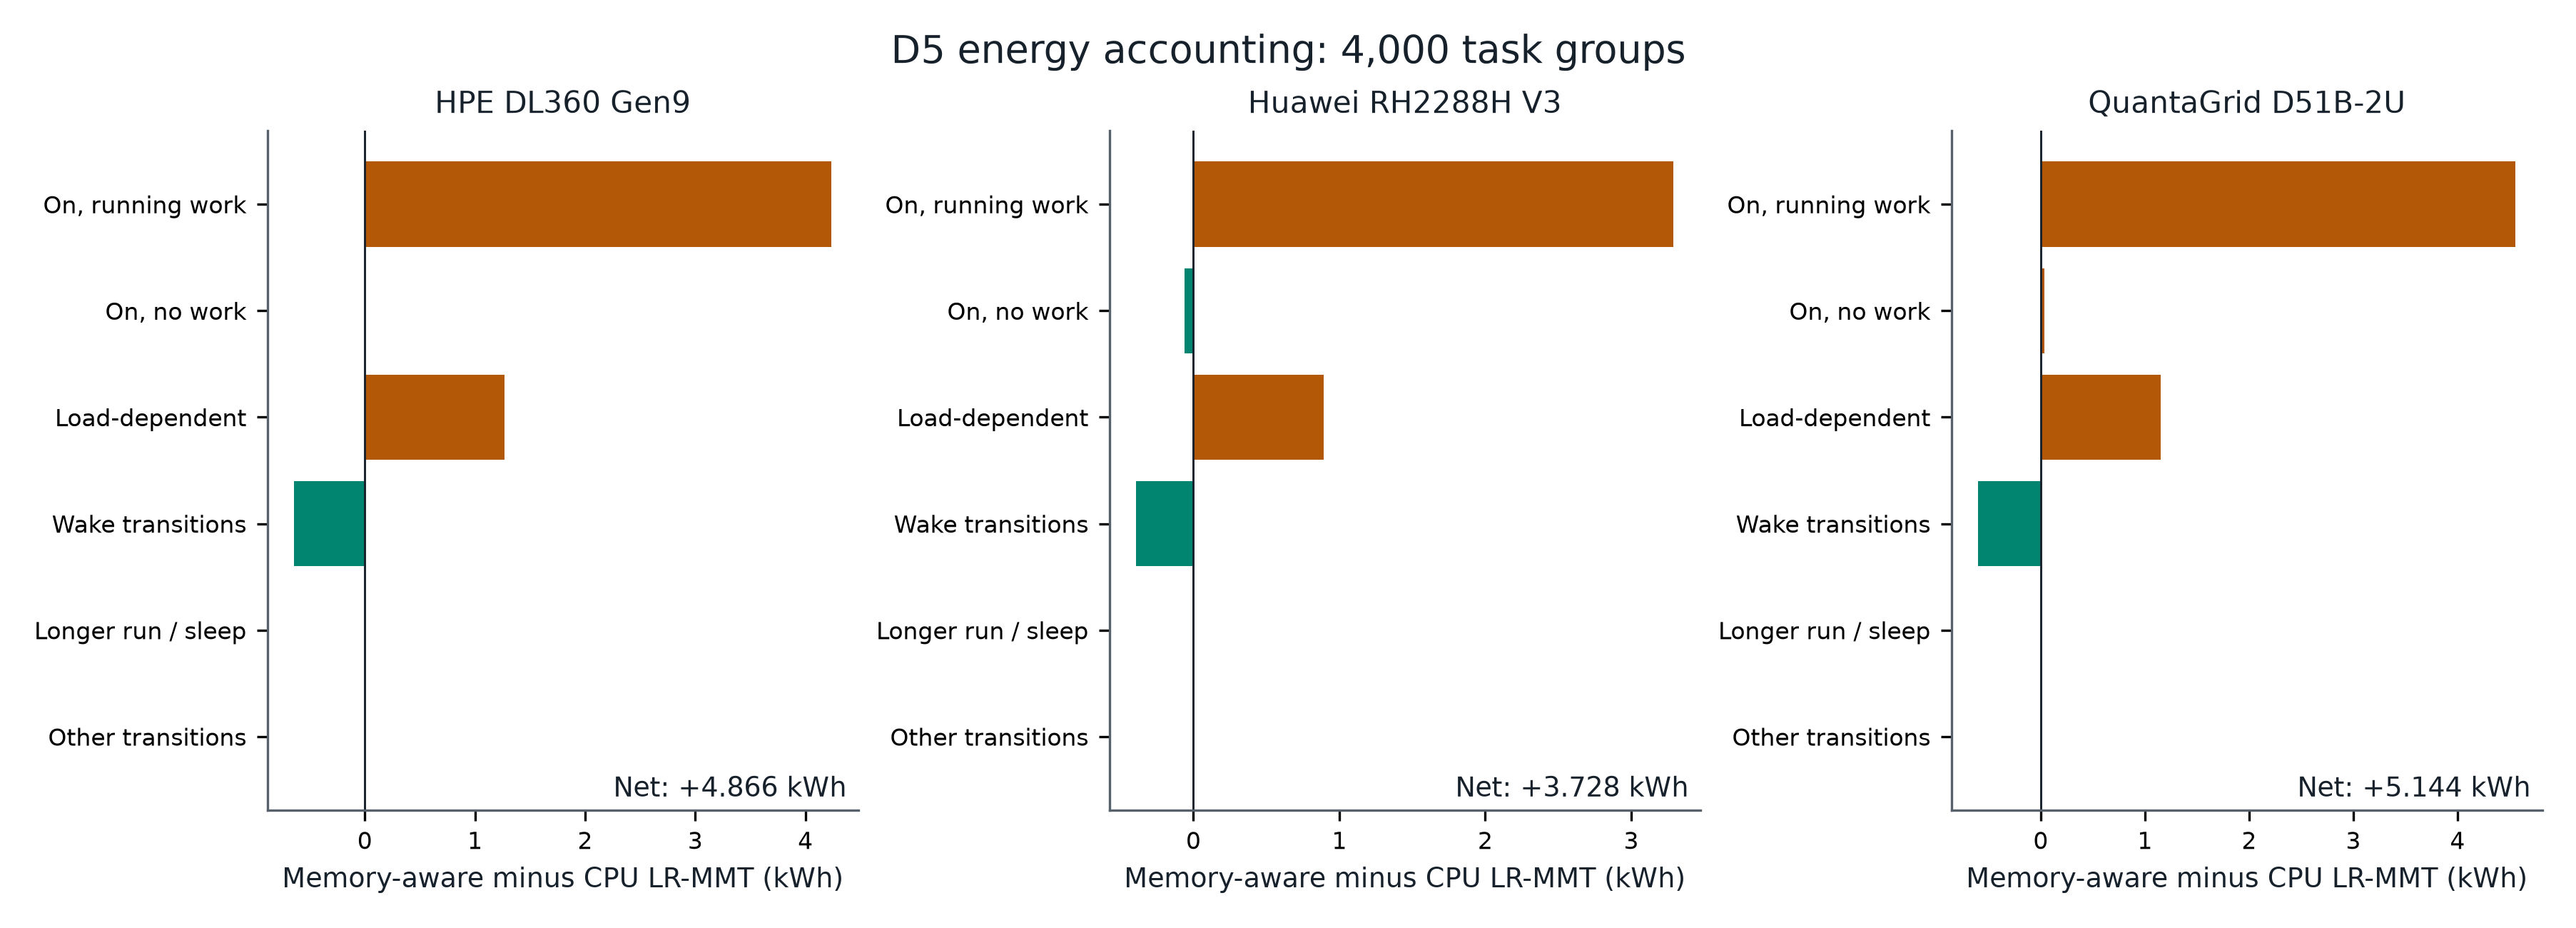 D5 energy accounting: 4,000 task groups
HPE DL360 Gen9
On, running work
On, no work
Load-dependent
Wake transitions
Longer run / sleep
Other transitions
Net: +4.866 kWh
0 1 2 3 4
Memory-aware minus CPU LR-MMT (kWh)
Huawei RH2288H V3
On, running work
On, no work
Load-dependent
Wake transitions
Longer run / sleep
Other transitions
Net: +3.728 kWh
0 1 2 3
Memory-aware minus CPU LR-MMT (kWh)
QuantaGrid D51B-2U
On, running work
On, no work
Load-dependent
Wake transitions
Longer run / sleep
Other transitions
Net: +5.144 kWh
0 1 2 3 4
Memory-aware minus CPU LR-MMT (kWh)